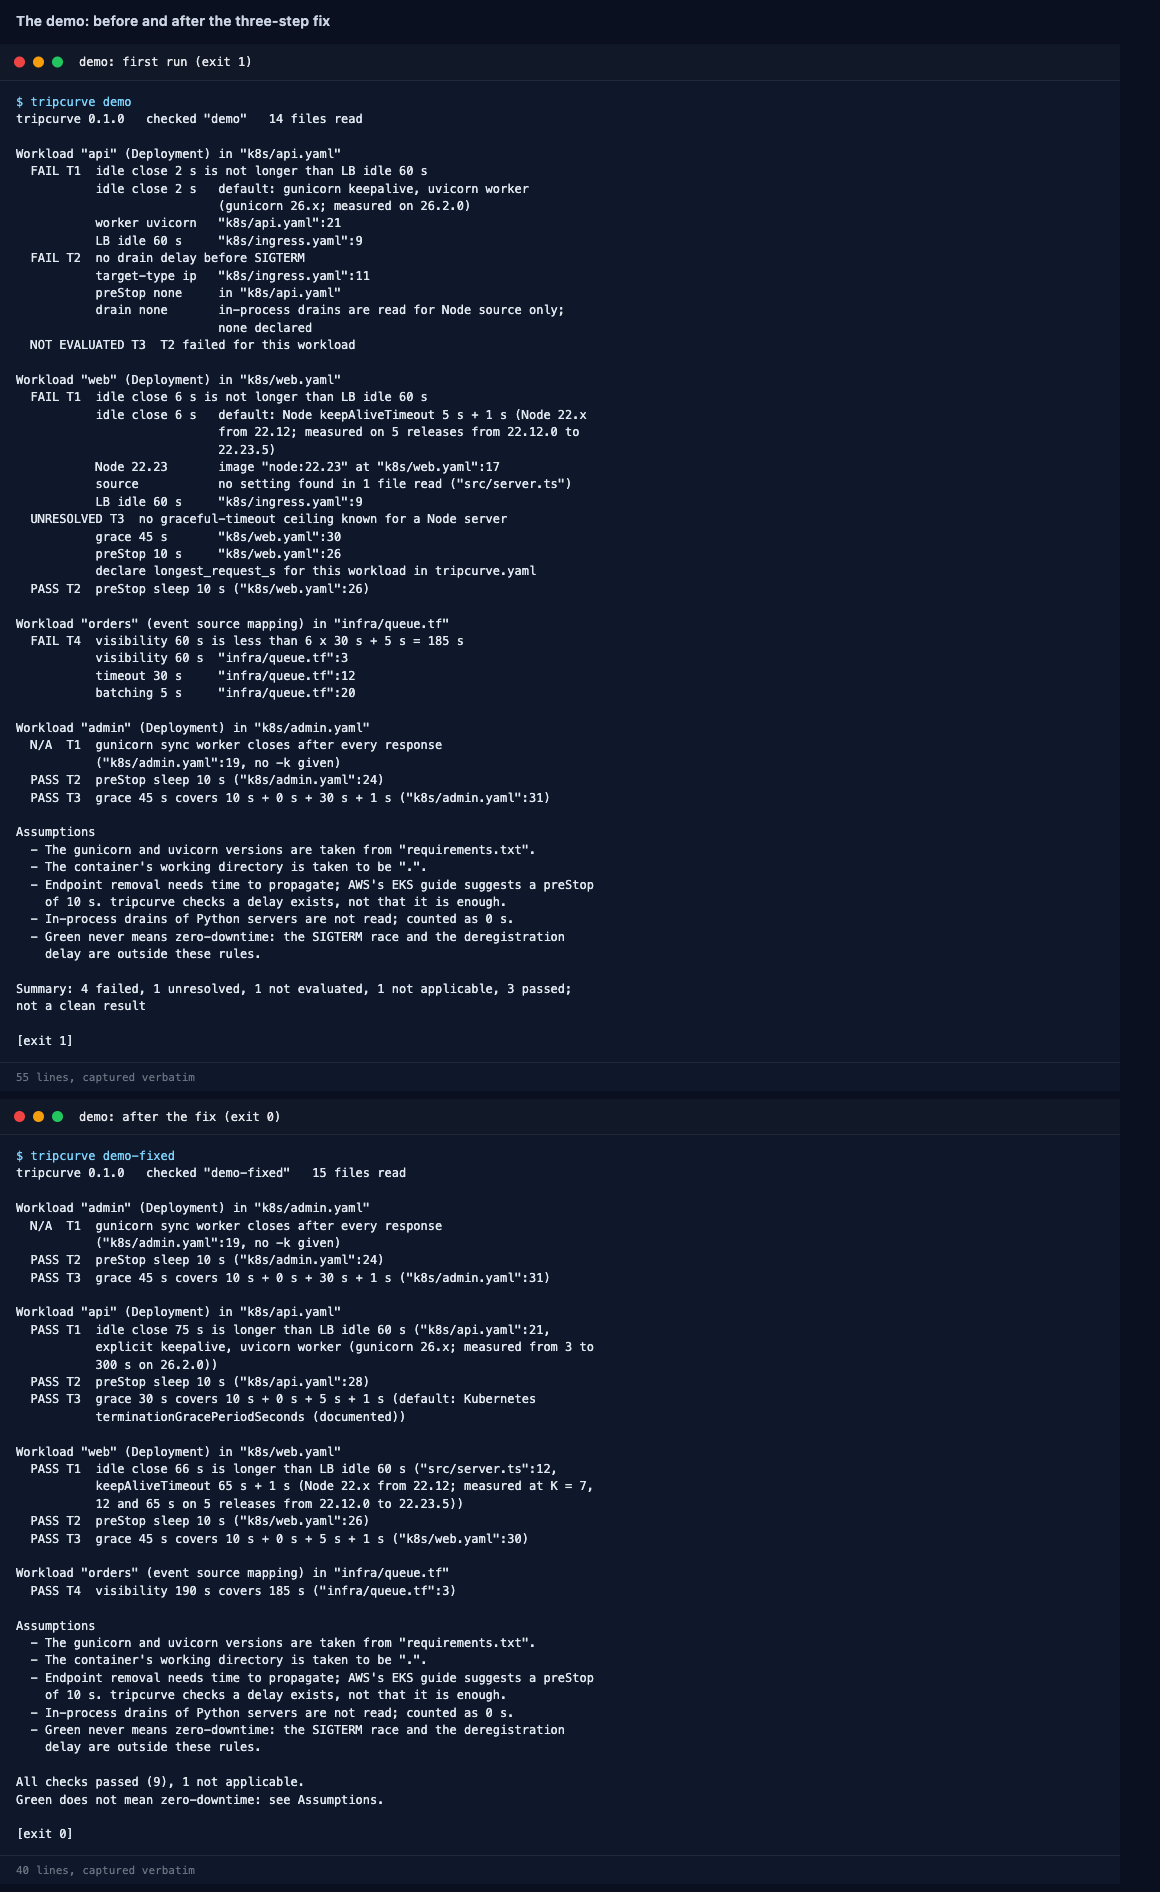 The demo: before and after the three-step fix
demo: first run (exit 1)
$ tripcurve demo
tripcurve 0.1.0   checked "demo"   14 files read
Workload "api" (Deployment) in "k8s/api.yaml"
  FAIL T1  idle close 2 s is not longer than LB idle 60 s
           idle close 2 s   default: gunicorn keepalive, uvicorn worker
                            (gunicorn 26.x; measured on 26.2.0)
           worker uvicorn   "k8s/api.yaml":21
           LB idle 60 s     "k8s/ingress.yaml":9
  FAIL T2  no drain delay before SIGTERM
           target-type ip   "k8s/ingress.yaml":11
           preStop none     in "k8s/api.yaml"
           drain none       in-process drains are read for Node source only;
                            none declared
  NOT EVALUATED T3  T2 failed for this workload
Workload "web" (Deployment) in "k8s/web.yaml"
  FAIL T1  idle close 6 s is not longer than LB idle 60 s
           idle close 6 s   default: Node keepAliveTimeout 5 s + 1 s (Node 22.x
                            from 22.12; measured on 5 releases from 22.12.0 to
                            22.23.5)
           Node 22.23       image "node:22.23" at "k8s/web.yaml":17
           source           no setting found in 1 file read ("src/server.ts")
           LB idle 60 s     "k8s/ingress.yaml":9
  UNRESOLVED T3  no graceful-timeout ceiling known for a Node server
           grace 45 s       "k8s/web.yaml":30
           preStop 10 s     "k8s/web.yaml":26
           declare longest_request_s for this workload in tripcurve.yaml
  PASS T2  preStop sleep 10 s ("k8s/web.yaml":26)
Workload "orders" (event source mapping) in "infra/queue.tf"
  FAIL T4  visibility 60 s is less than 6 x 30 s + 5 s = 185 s
           visibility 60 s  "infra/queue.tf":3
           timeout 30 s     "infra/queue.tf":12
           batching 5 s     "infra/queue.tf":20
Workload "admin" (Deployment) in "k8s/admin.yaml"
  N/A  T1  gunicorn sync worker closes after every response
           ("k8s/admin.yaml":19, no -k given)
  PASS T2  preStop sleep 10 s ("k8s/admin.yaml":24)
  PASS T3  grace 45 s covers 10 s + 0 s + 30 s + 1 s ("k8s/admin.yaml":31)
Assumptions
  - The gunicorn and uvicorn versions are taken from "requirements.txt".
  - The container's working directory is taken to be ".".
  - Endpoint removal needs time to propagate; AWS's EKS guide suggests a preStop
    of 10 s. tripcurve checks a delay exists, not that it is enough.
  - In-process drains of Python servers are not read; counted as 0 s.
  - Green never means zero-downtime: the SIGTERM race and the deregistration
    delay are outside these rules.
Summary: 4 failed, 1 unresolved, 1 not evaluated, 1 not applicable, 3 passed;
not a clean result
[exit 1]
55 lines, captured verbatim
demo: after the fix (exit 0)
$ tripcurve demo-fixed
tripcurve 0.1.0   checked "demo-fixed"   15 files read
Workload "admin" (Deployment) in "k8s/admin.yaml"
  N/A  T1  gunicorn sync worker closes after every response
           ("k8s/admin.yaml":19, no -k given)
  PASS T2  preStop sleep 10 s ("k8s/admin.yaml":24)
  PASS T3  grace 45 s covers 10 s + 0 s + 30 s + 1 s ("k8s/admin.yaml":31)
Workload "api" (Deployment) in "k8s/api.yaml"
  PASS T1  idle close 75 s is longer than LB idle 60 s ("k8s/api.yaml":21,
           explicit keepalive, uvicorn worker (gunicorn 26.x; measured from 3 to
           300 s on 26.2.0))
  PASS T2  preStop sleep 10 s ("k8s/api.yaml":28)
  PASS T3  grace 30 s covers 10 s + 0 s + 5 s + 1 s (default: Kubernetes
           terminationGracePeriodSeconds (documented))
Workload "web" (Deployment) in "k8s/web.yaml"
  PASS T1  idle close 66 s is longer than LB idle 60 s ("src/server.ts":12,
           keepAliveTimeout 65 s + 1 s (Node 22.x from 22.12; measured at K = 7,
           12 and 65 s on 5 releases from 22.12.0 to 22.23.5))
  PASS T2  preStop sleep 10 s ("k8s/web.yaml":26)
  PASS T3  grace 45 s covers 10 s + 0 s + 5 s + 1 s ("k8s/web.yaml":30)
Workload "orders" (event source mapping) in "infra/queue.tf"
  PASS T4  visibility 190 s covers 185 s ("infra/queue.tf":3)
Assumptions
  - The gunicorn and uvicorn versions are taken from "requirements.txt".
  - The container's working directory is taken to be ".".
  - Endpoint removal needs time to propagate; AWS's EKS guide suggests a preStop
    of 10 s. tripcurve checks a delay exists, not that it is enough.
  - In-process drains of Python servers are not read; counted as 0 s.
  - Green never means zero-downtime: the SIGTERM race and the deregistration
    delay are outside these rules.
All checks passed (9), 1 not applicable.
Green does not mean zero-downtime: see Assumptions.
[exit 0]
40 lines, captured verbatim